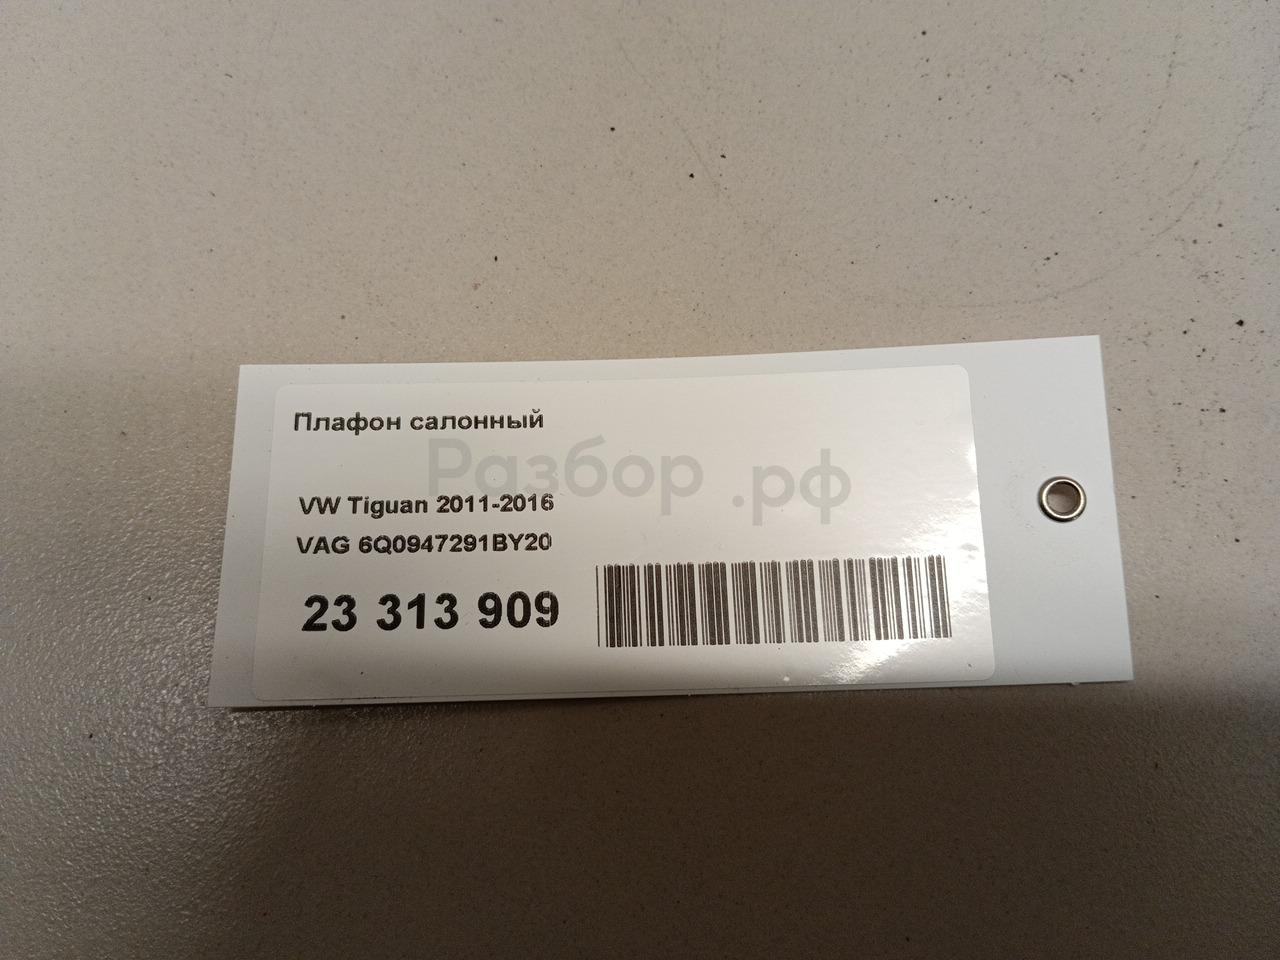 Плафон салонный
Разбор.рф
VW Tiguan 2011-2016
VAG 6Q0947291BY20
23 313 909